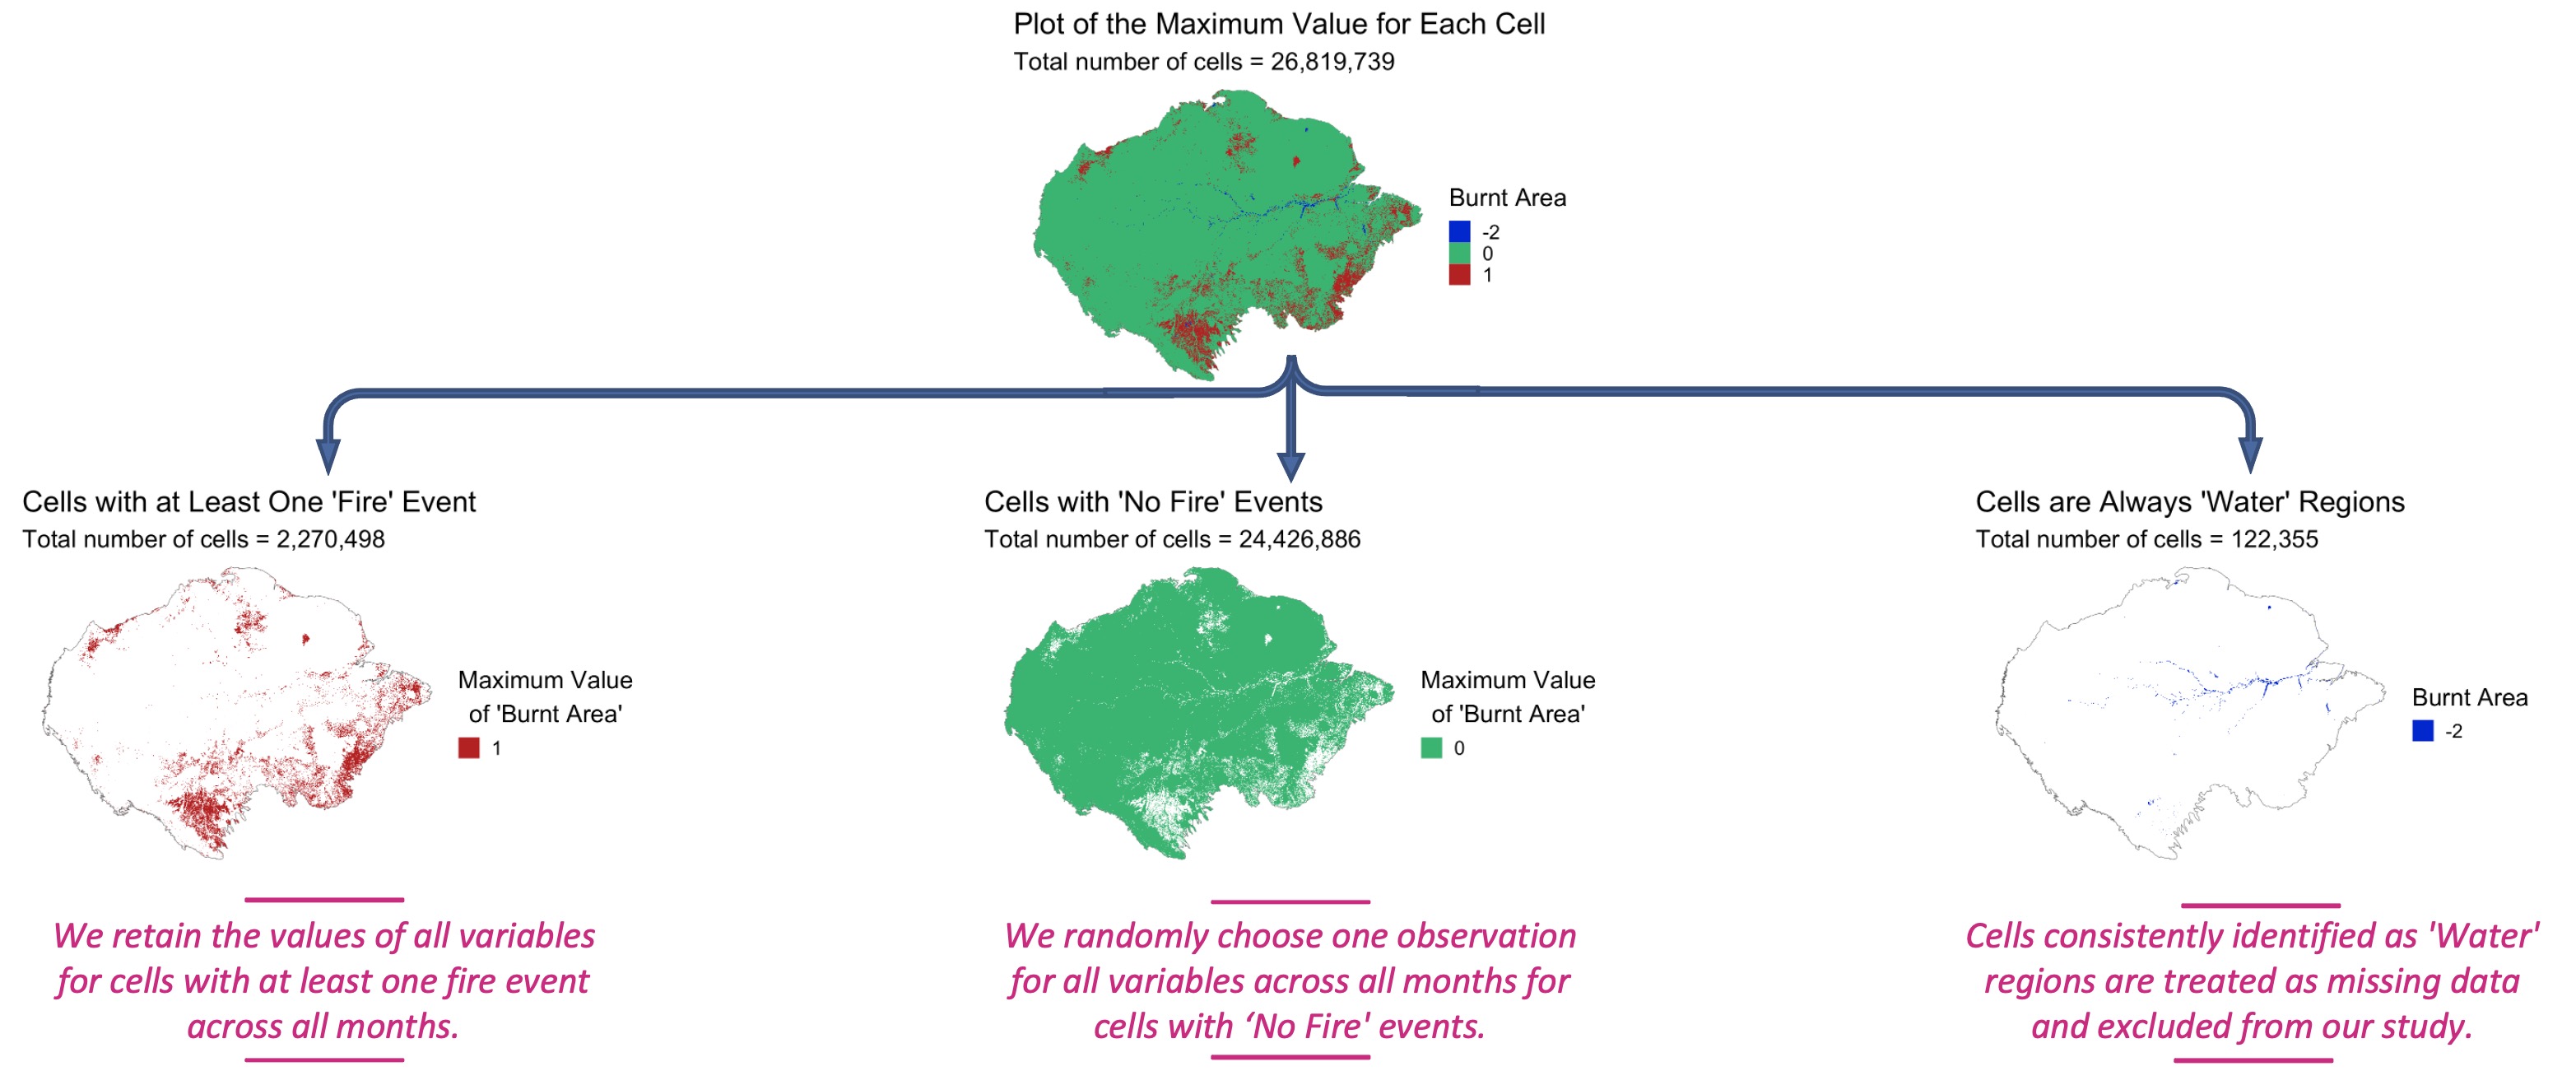 Plot of the Maximum Value for Each Cell
Total number of cells = 26,819,739
Burnt Area
-2
0
1
Cells with at Least One 'Fire' Event
Total number of cells = 2,270,498
Maximum Value
of 'Burnt Area'
1
We retain the values of all variables
for cells with at least one fire event
across all months.
Cells with 'No Fire' Events
Total number of cells = 24,426,886
Maximum Value
of 'Burnt Area'
0
We randomly choose one observation
for all variables across all months for
cells with ‘No Fire' events.
Cells are Always 'Water' Regions
Total number of cells = 122,355
Burnt Area
-2
Cells consistently identified as 'Water'
regions are treated as missing data
and excluded from our study.